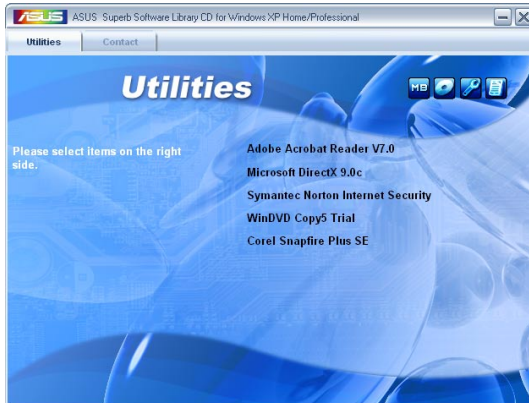 ASUS ASUS Superb Software Library CD for Windows XP Home/Professional
Utilities Contact
Utilities
MB
Please select items on the right
side.
Adobe Acrobat Reader V7.0
Microsoft DirectX 9.0c
Symantec Norton Internet Security
WinDVD Copy5 Trial
Corel Snapfire Plus SE